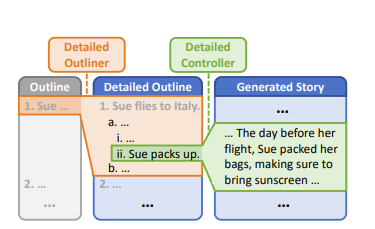 Detailed
Outliner
Detailed
Controller
Outline
Detailed Outline
Generated Story
1. Sue ...
1. Sue flies to Italy.
a. ...
i. ...
ii. Sue packs up.
b. ...
2. ...
2. ...
...
...
...
... The day before her
flight, Sue packed her
bags, making sure to
bring sunscreen ...
...